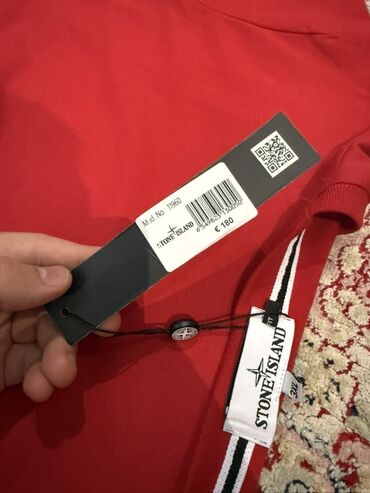 Mod. No. 11960
STONE ISLAND
€ 180
STONE ISLAND